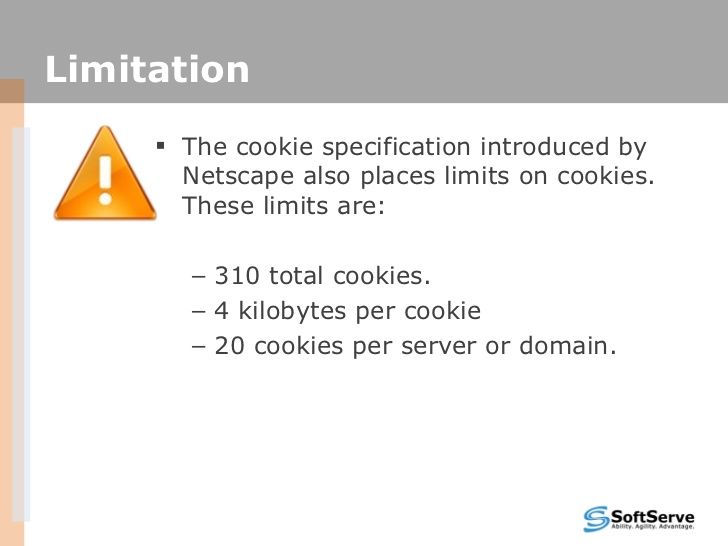 Limitation
▪ The cookie specification introduced by
Netscape also places limits on cookies.
These limits are:
– 310 total cookies.
– 4 kilobytes per cookie
– 20 cookies per server or domain.
SoftServe
Ability. Agility. Advantage.